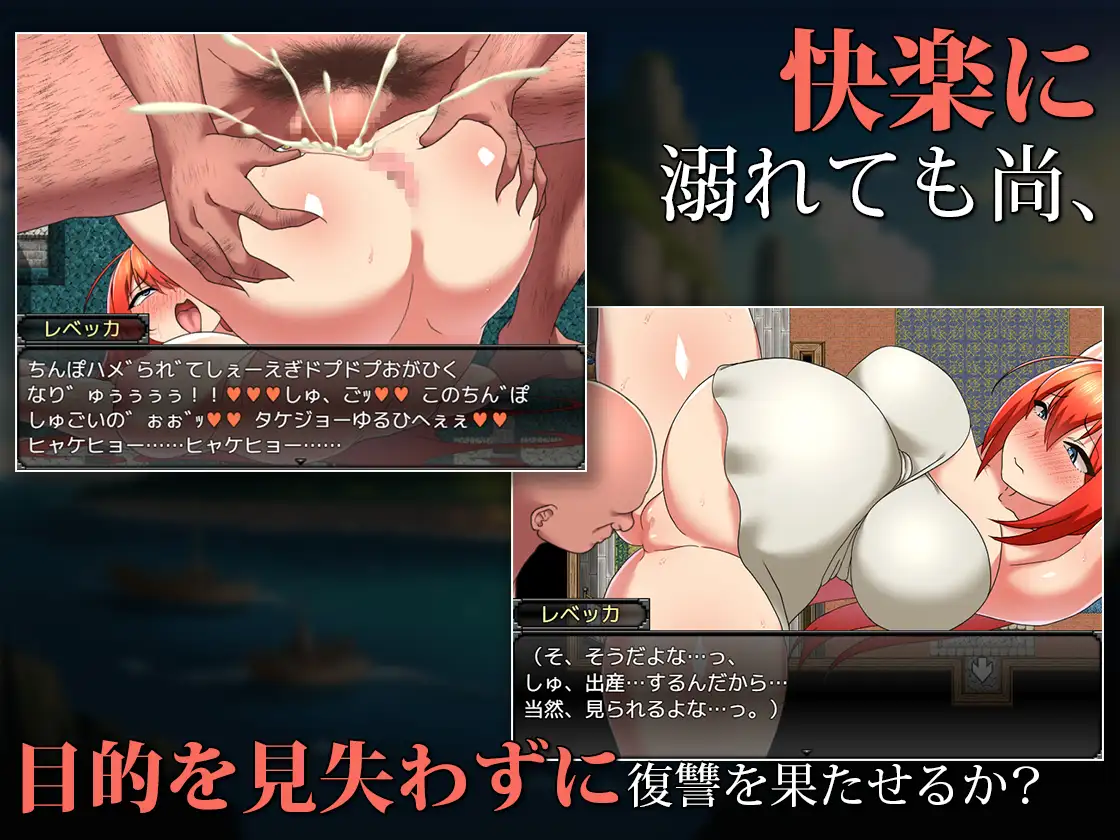 快楽に
溺れても尚、
レベッカ
ちんぽハメ゛られ゛てしぇーえぎドプドプおがひく
なり゛ゅぅぅぅぅ！！♥♥♥しゅ、ごｯ♥♥ このちん゛ぽ
しゅごいの゛ぉぉ゛ｯ♥♥ タケジョーゆるひへぇぇ♥♥
ヒャケヒョー……ヒャケヒョー……
レベッカ
（そ、そうだよな…っ、
しゅ、出産…するんだから…
当然、見られるよな…っ。）
目的を見失わずに復讐を果たせるか？